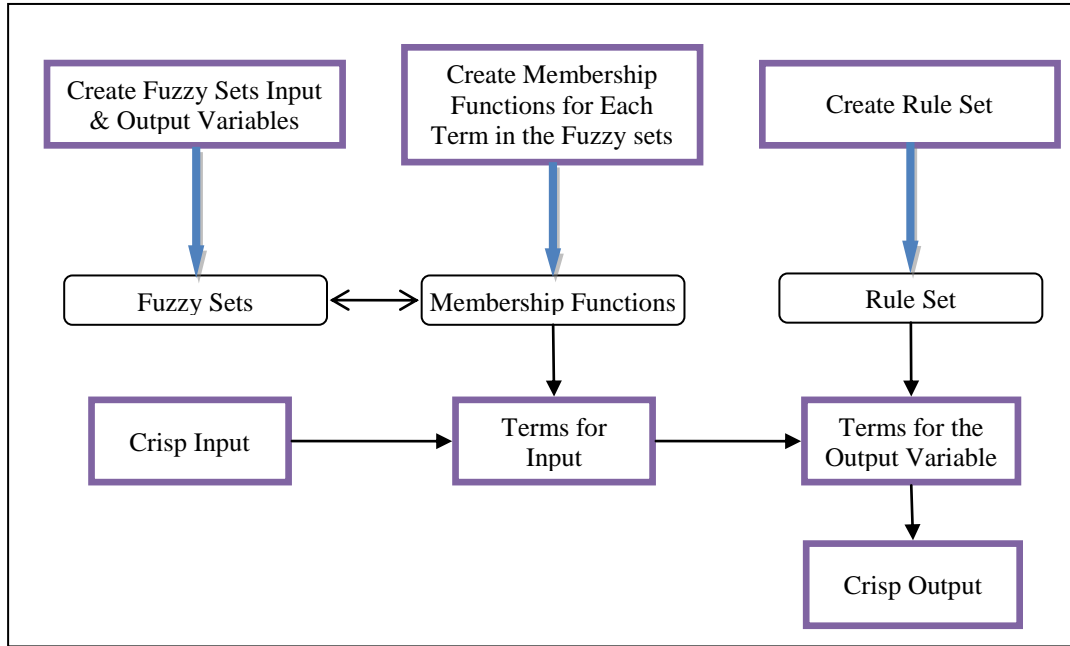 Create Fuzzy Sets Input
& Output Variables
Create Membership
Functions for Each
Term in the Fuzzy sets
Create Rule Set
Fuzzy Sets
Membership Functions
Rule Set
Crisp Input
Terms for
Input
Terms for the
Output Variable
Crisp Output